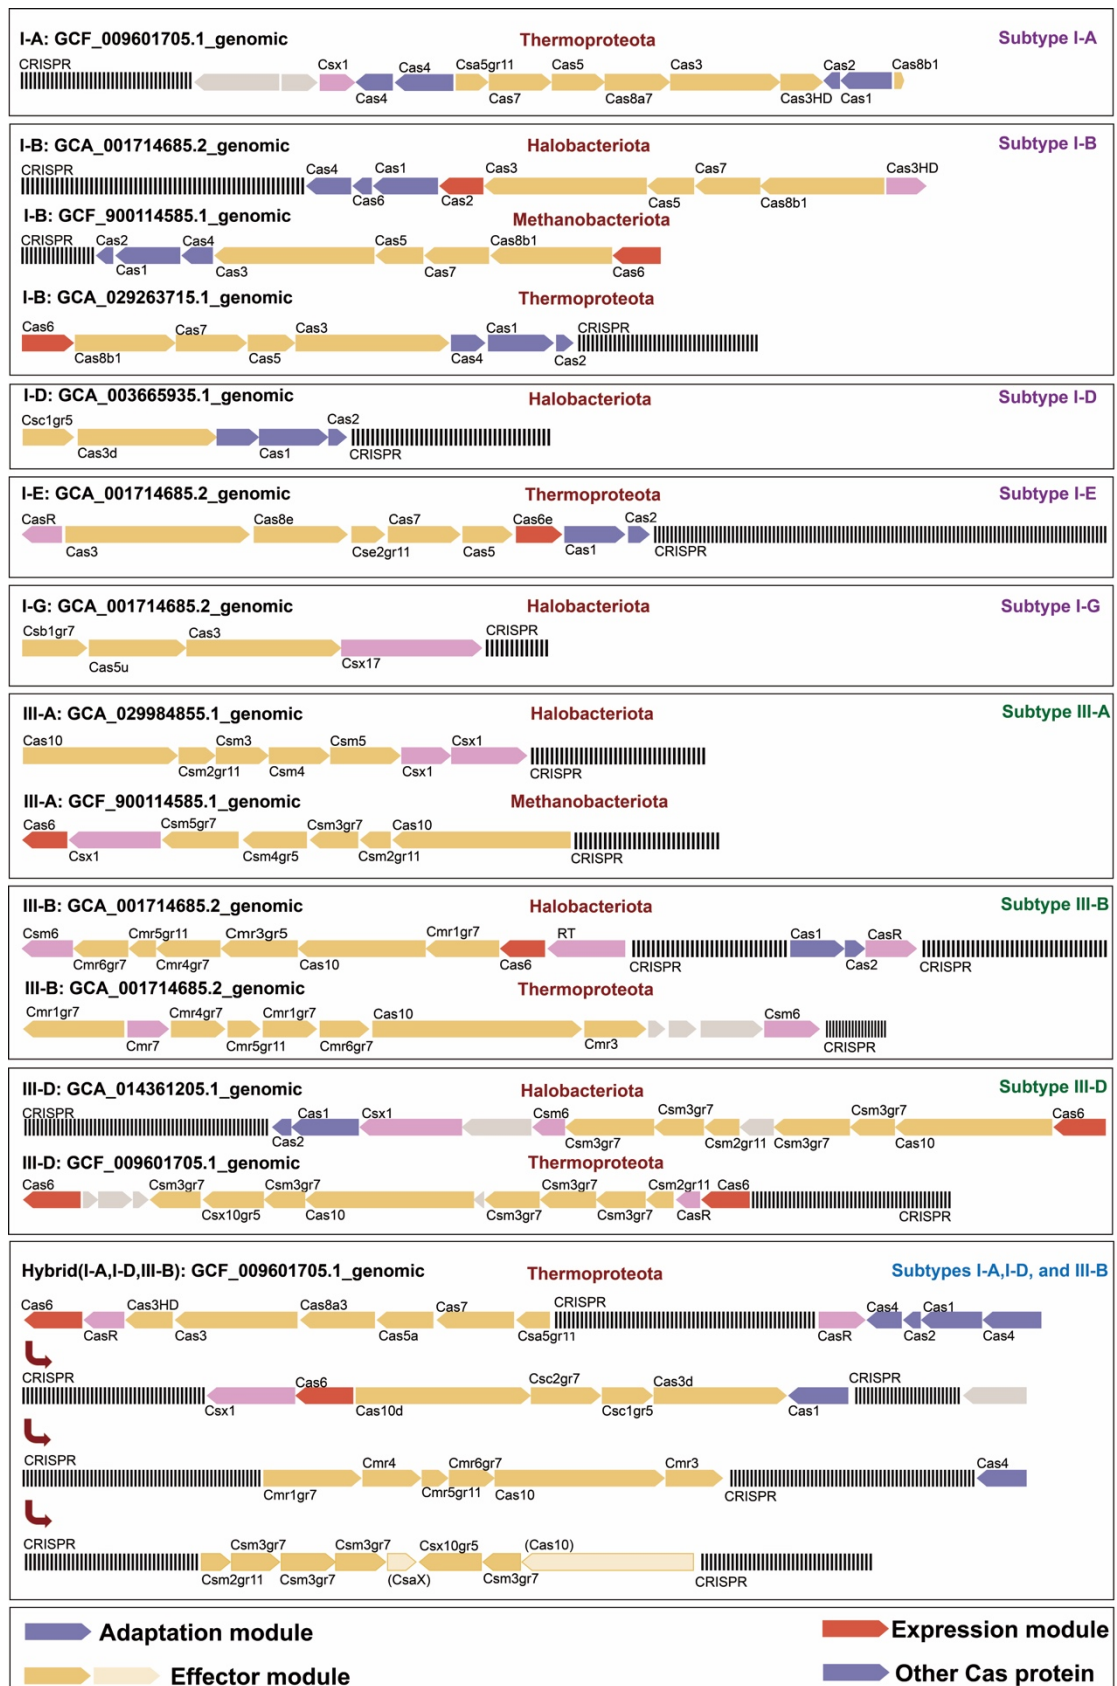 I-A: GCF_009601705.1_genomic Thermoproteota Subtype I-A
CRISPR Csx1 Cas4 Csa5gr11 Cas5 Cas3 Cas2 Cas8b1
Cas4 Cas7 Cas8a7 Cas3HD Cas1
I-B: GCA_001714685.2_genomic Halobacteriota Subtype I-B
CRISPR Cas4 Cas1 Cas3 Cas7 Cas3HD
Cas6 Cas2 Cas5 Cas8b1
I-B: GCF_900114585.1_genomic Methanobacteriota
CRISPR Cas2 Cas4 Cas5 Cas8b1
Cas1 Cas3 Cas7 Cas6
I-B: GCA_029263715.1_genomic Thermoproteota
Cas6 Cas7 Cas3 Cas1 CRISPR
Cas8b1 Cas5 Cas4 Cas2
I-D: GCA_003665935.1_genomic Halobacteriota Subtype I-D
Csc1gr5 Cas2
Cas3d Cas1 CRISPR
I-E: GCA_001714685.2_genomic Thermoproteota Subtype I-E
CasR Cas8e Cas7 Cas6e Cas2
Cas3 Cse2gr11 Cas5 Cas1 CRISPR
I-G: GCA_001714685.2_genomic Halobacteriota Subtype I-G
Csb1gr7 Cas3 CRISPR
Cas5u Csx17
III-A: GCA_029984855.1_genomic Halobacteriota Subtype III-A
Cas10 Csm3 Csm5 Csx1
Csm2gr11 Csm4 Csx1 CRISPR
III-A: GCF_900114585.1_genomic Methanobacteriota
Cas6 Csm5gr7 Csm3gr7 Cas10
Csx1 Csm4gr5 Csm2gr11 CRISPR
III-B: GCA_001714685.2_genomic Halobacteriota Subtype III-B
Csm6 Cmr5gr11 Cmr3gr5 Cmr1gr7 RT Cas1 CasR
Cmr6gr7 Cmr4gr7 Cas10 Cas6 CRISPR Cas2 CRISPR
III-B: GCA_001714685.2_genomic Thermoproteota
Cmr1gr7 Cmr4gr7 Cmr1gr7 Cas10 Csm6
Cmr7 Cmr5gr11 Cmr6gr7 Cmr3 CRISPR
III-D: GCA_014361205.1_genomic Halobacteriota Subtype III-D
CRISPR Cas1 Csx1 Csm6 Csm3gr7 Csm3gr7 Cas6
Cas2 Csm3gr7 Csm2gr11 Csm3gr7 Cas10
III-D: GCF_009601705.1_genomic Thermoproteota
Cas6 Csm3gr7 Csm3gr7 Csm3gr7 Csm2gr11 Cas6
Csx10gr5 Cas10 Csm3gr7 Csm3gr7 CasR CRISPR
Hybrid(I-A,I-D,III-B): GCF_009601705.1_genomic Thermoproteota Subtypes I-A,I-D, and III-B
Cas6 Cas3HD Cas8a3 Cas7 CRISPR Cas4 Cas1
CasR Cas3 Cas5a Csa5gr11 CasR Cas2 Cas4
CRISPR Cas6 Csc2gr7 Cas3d CRISPR
Csx1 Cas10d Csc1gr5 Cas1
CRISPR Cmr4 Cmr6gr7 Cmr3 Cas4
Cmr1gr7 Cmr5gr11 Cas10 CRISPR
CRISPR Csm3gr7 Csm3gr7 Csx10gr5 (Cas10)
Csm2gr11 Csm3gr7 (CsaX) Csm3gr7 CRISPR
Adaptation module Expression module
Effector module Other Cas protein